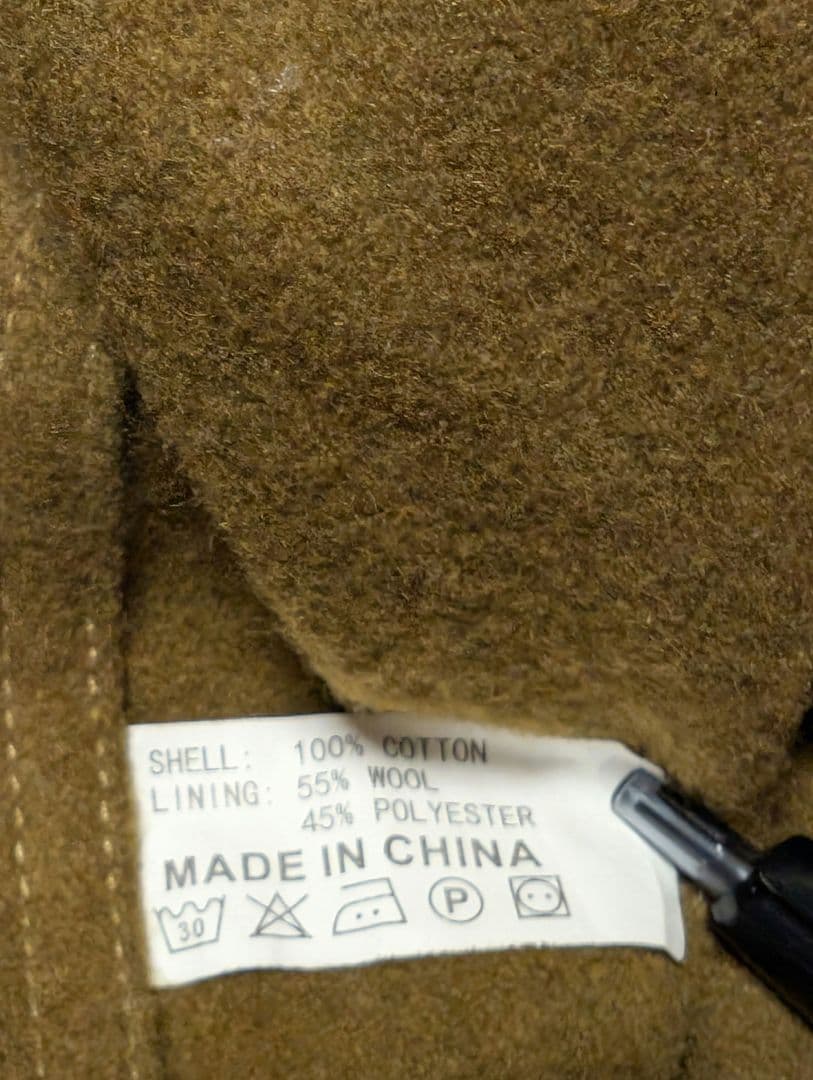 SHELL: 100% COTTON
LINING: 55% WOOL
45% POLYESTER
MADE IN CHINA
30 P